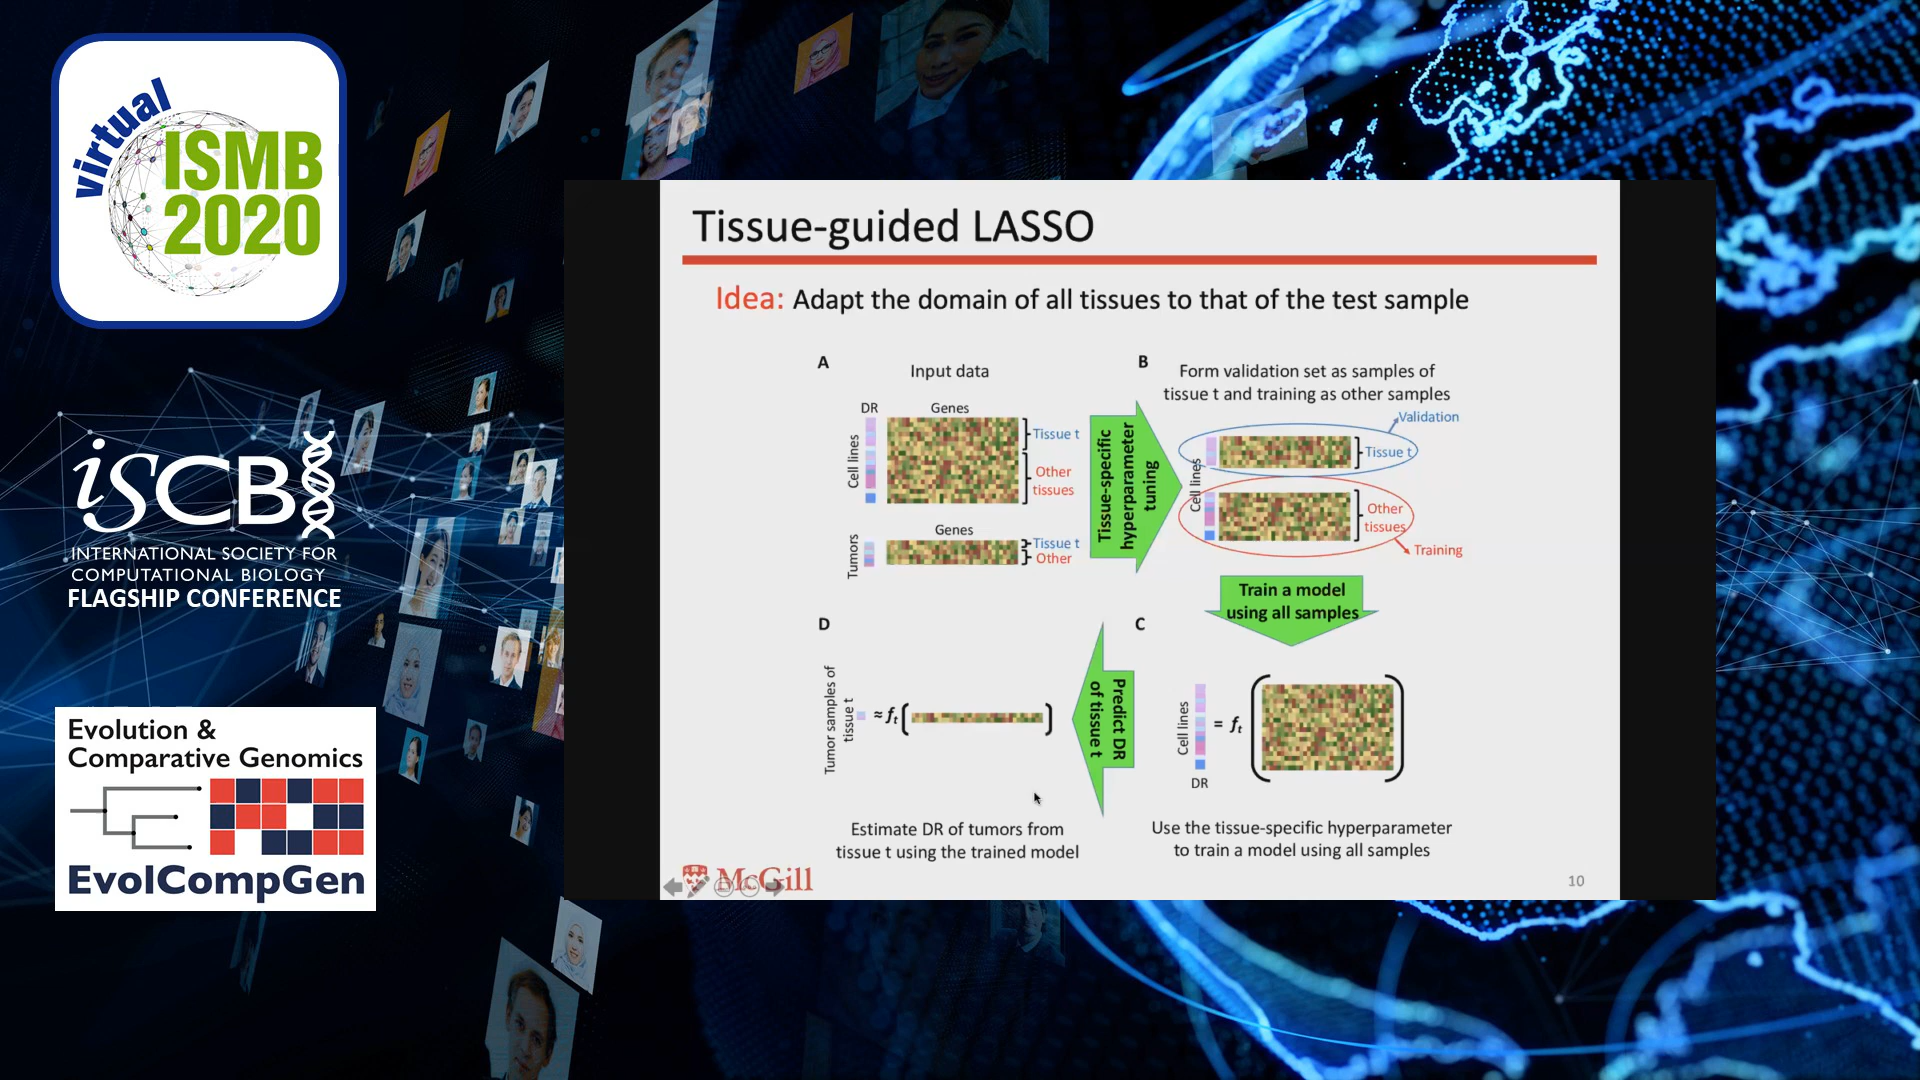 virtual
ISMB
2020
iSCB
INTERNATIONAL SOCIETY FOR
COMPUTATIONAL BIOLOGY
FLAGSHIP CONFERENCE
Evolution &
Comparative Genomics
EvolCompGen
Tissue-guided LASSO
Idea: Adapt the domain of all tissues to that of the test sample
A
Input data
DR
Genes
Cell lines
Tissue t
Other
tissues
Genes
Tumors
Tissue t
Other
Tissue-specific
hyperparameter
tuning
B
Form validation set as samples of
tissue t and training as other samples
Validation
Cell lines
Tissue t
Other
tissues
Training
Train a model
using all samples
C
Cell lines
= ft
DR
Use the tissue-specific hyperparameter
to train a model using all samples
Predict DR
of tissue t
D
Tumor samples of
tissue t
≈ ft
Estimate DR of tumors from
tissue t using the trained model
McGill
10